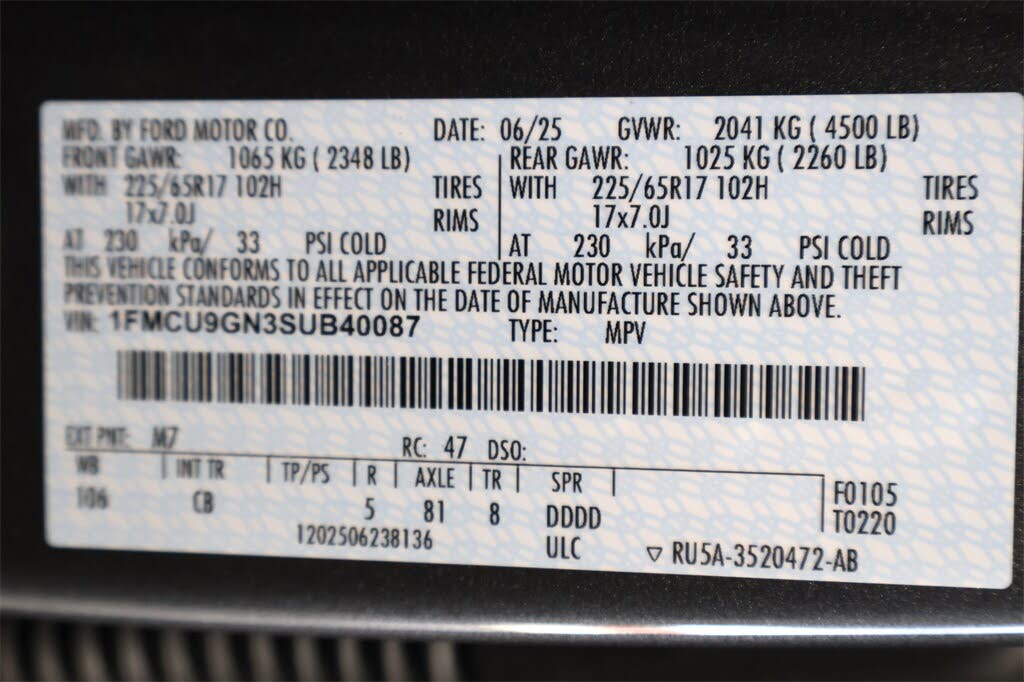 MFD. BY FORD MOTOR CO. DATE: 06/25 GVWR: 2041 KG ( 4500 LB)
FRONT GAWR: 1065 KG ( 2348 LB) REAR GAWR: 1025 KG ( 2260 LB)
WITH 225/65R17 102H TIRES WITH 225/65R17 102H TIRES
17x7.0J RIMS 17x7.0J RIMS
AT 230 kPa/ 33 PSI COLD AT 230 kPa/ 33 PSI COLD
THIS VEHICLE CONFORMS TO ALL APPLICABLE FEDERAL MOTOR VEHICLE SAFETY AND THEFT
PREVENTION STANDARDS IN EFFECT ON THE DATE OF MANUFACTURE SHOWN ABOVE.
VIN: 1FMCU9GN3SUB40087 TYPE: MPV
EXT PNT: M7 RC: 47 DSO:
WB INT TR TP/PS R AXLE TR SPR
106 CB 5 81 8 DDDD
F0105
T0220
1202506238136 ULC ▽ RU5A-3520472-AB